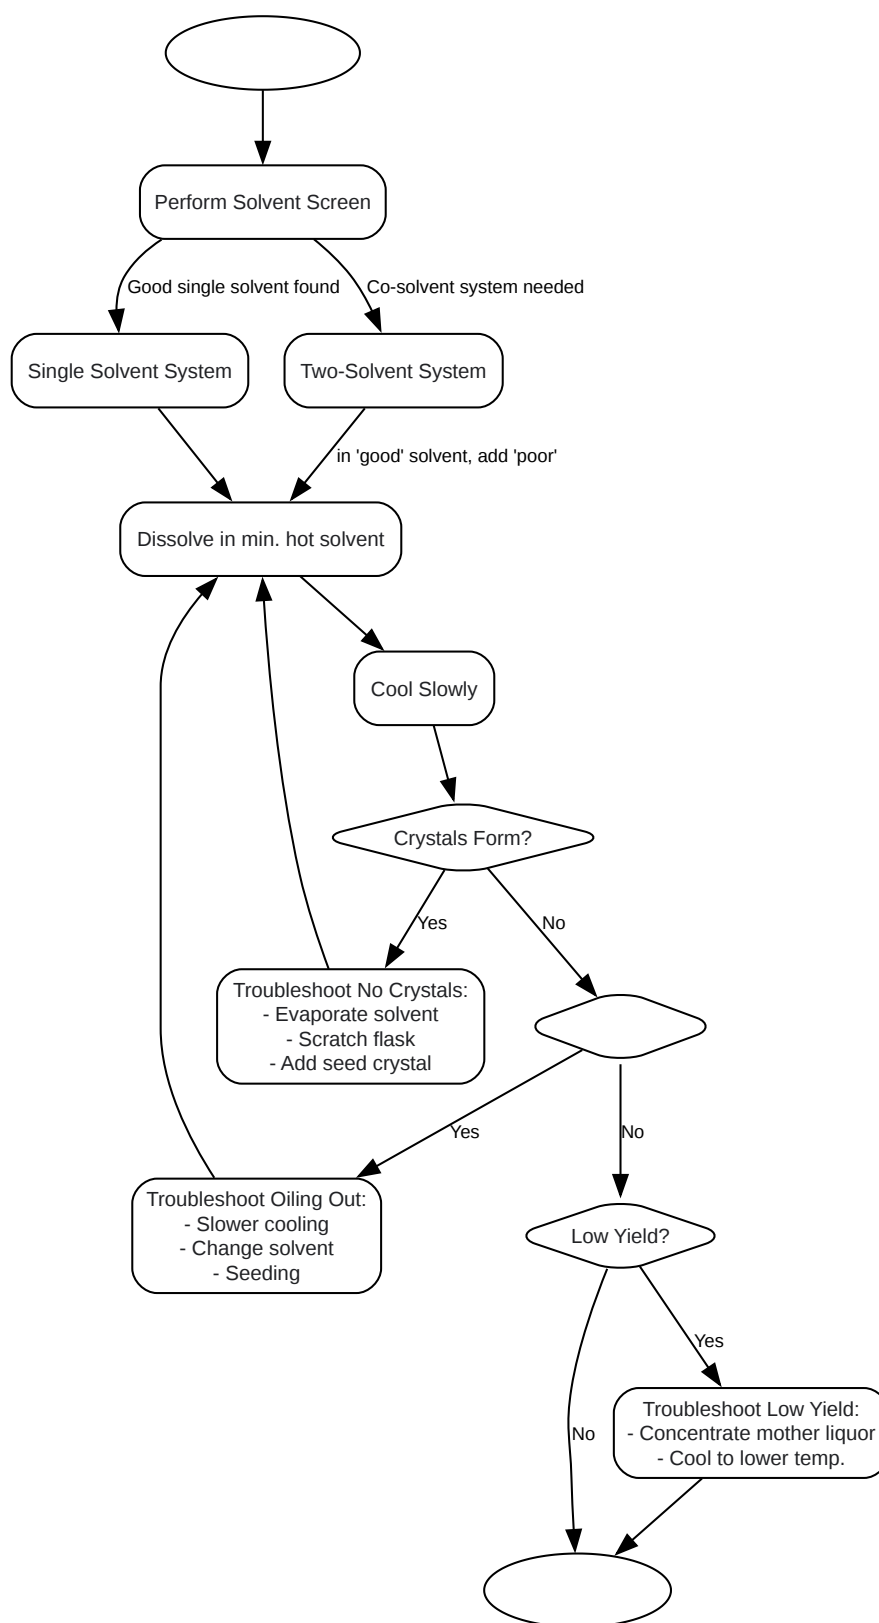 Perform Solvent Screen
Good single solvent found
Co-solvent system needed
Single Solvent System
Two-Solvent System
in 'good' solvent, add 'poor'
Dissolve in min. hot solvent
Cool Slowly
Crystals Form?
Yes
No
Troubleshoot No Crystals:
- Evaporate solvent
- Scratch flask
- Add seed crystal
Yes
No
Troubleshoot Oiling Out:
- Slower cooling
- Change solvent
- Seeding
Low Yield?
Yes
No
Troubleshoot Low Yield:
- Concentrate mother liquor
- Cool to lower temp.